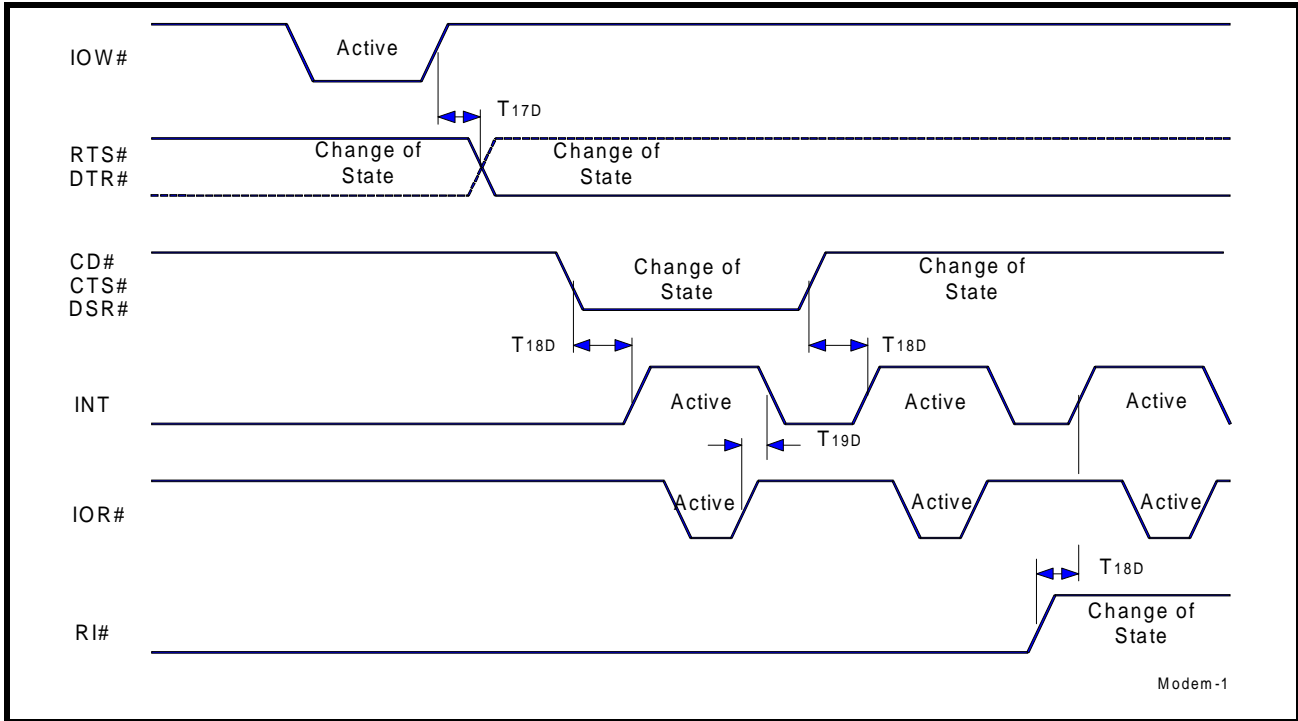 IOW#
Active
T17D
RTS#
DTR#
Change of
State
Change of
State
CD#
CTS#
DSR#
Change of
State
Change of
State
T18D
T18D
INT
Active
Active
Active
T19D
IOR#
Active
Active
Active
T18D
RI#
Change of
State
Modem-1